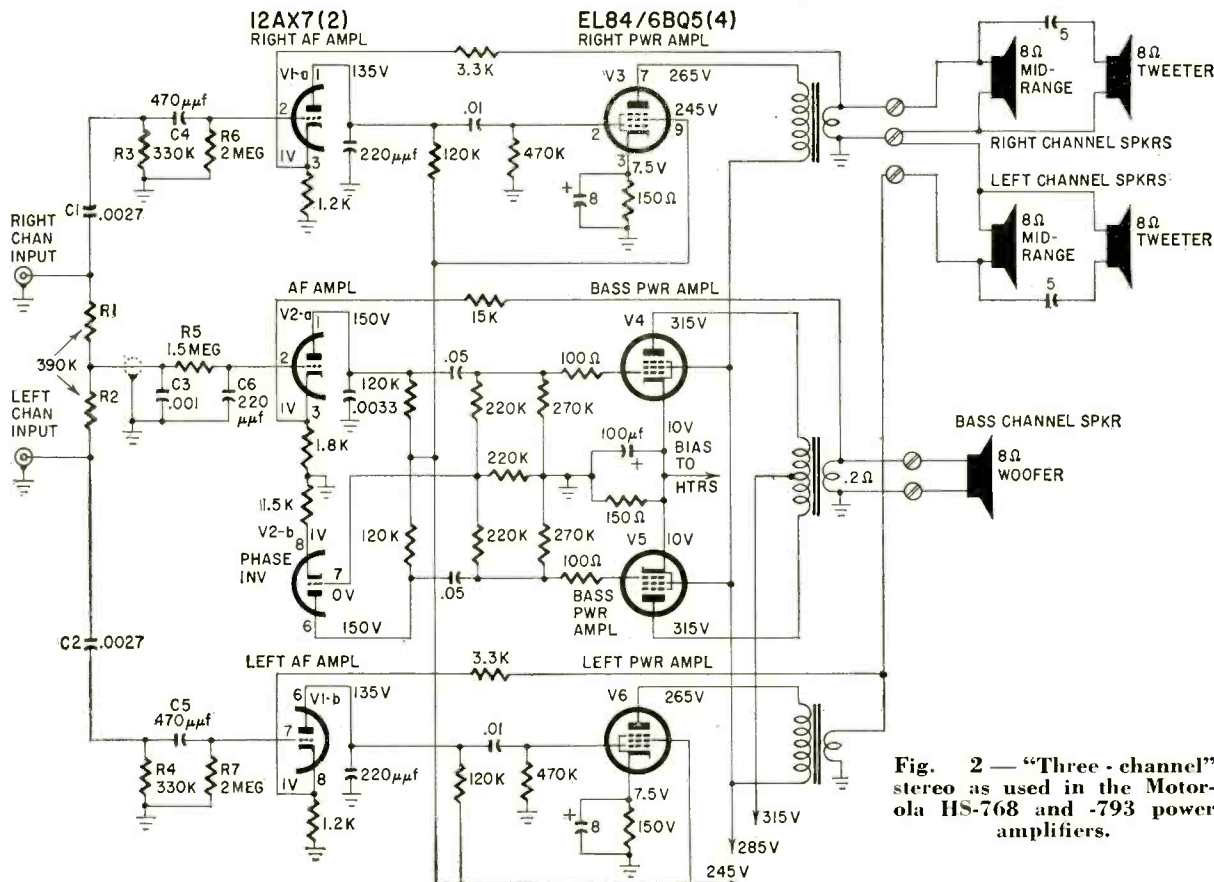 12AX7(2)
RIGHT AF AMPL
EL84/6BQ5(4)
RIGHT PWR AMPL
3.3K
V1-a
1
135V
2
1V
3
470μμf
C4
R3
330K
R6
2 MEG
220μμf
1.2K
.01
120K
470K
V3
7
265V
245V
9
2
3
7.5V
+
8
150Ω
5
8Ω
MID-
RANGE
8Ω
TWEETER
RIGHT CHANNEL SPKRS
LEFT CHANNEL SPKRS
8Ω
MID-
RANGE
8Ω
TWEETER
5
C1
.0027
RIGHT
CHAN
INPUT
R1
390K
R2
LEFT
CHAN
INPUT
R5
1.5MEG
C3
.001
C6
220
μμf
AF AMPL
V2-a
1
150V
2
1V
3
1.8K
15K
120K
.0033
.05
220K
270K
100Ω
BASS PWR AMPL
V4
315V
10V
BIAS
TO
HTRS
100μf
+
150Ω
220K
11.5K
V2-b
8
1V
PHASE
INV
7
0V
6
150V
120K
.05
220K
270K
100Ω
V5
10V
BASS
PWR
AMPL
315V
.2Ω
BASS CHANNEL SPKR
8Ω
WOOFER
C2
.0027
LEFT AF AMPL
3.3K
LEFT PWR AMPL
C5
470μμf
R4
330K
R7
2MEG
6
V1-b
135V
7
1V
8
220μμf
1.2K
.01
120K
470K
V6
265V
7.5V
+
8
150V
315V
285V
245V
Fig. 2 — "Three-channel"
stereo as used in the Motor-
ola HS-768 and -793 power
amplifiers.